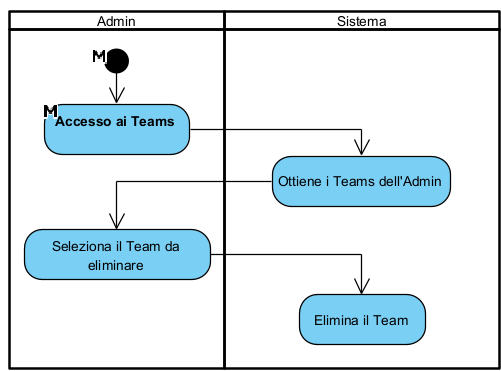 Admin
Sistema
M
M
Accesso ai Teams
Ottiene i Teams dell'Admin
Seleziona il Team da
eliminare
Elimina il Team